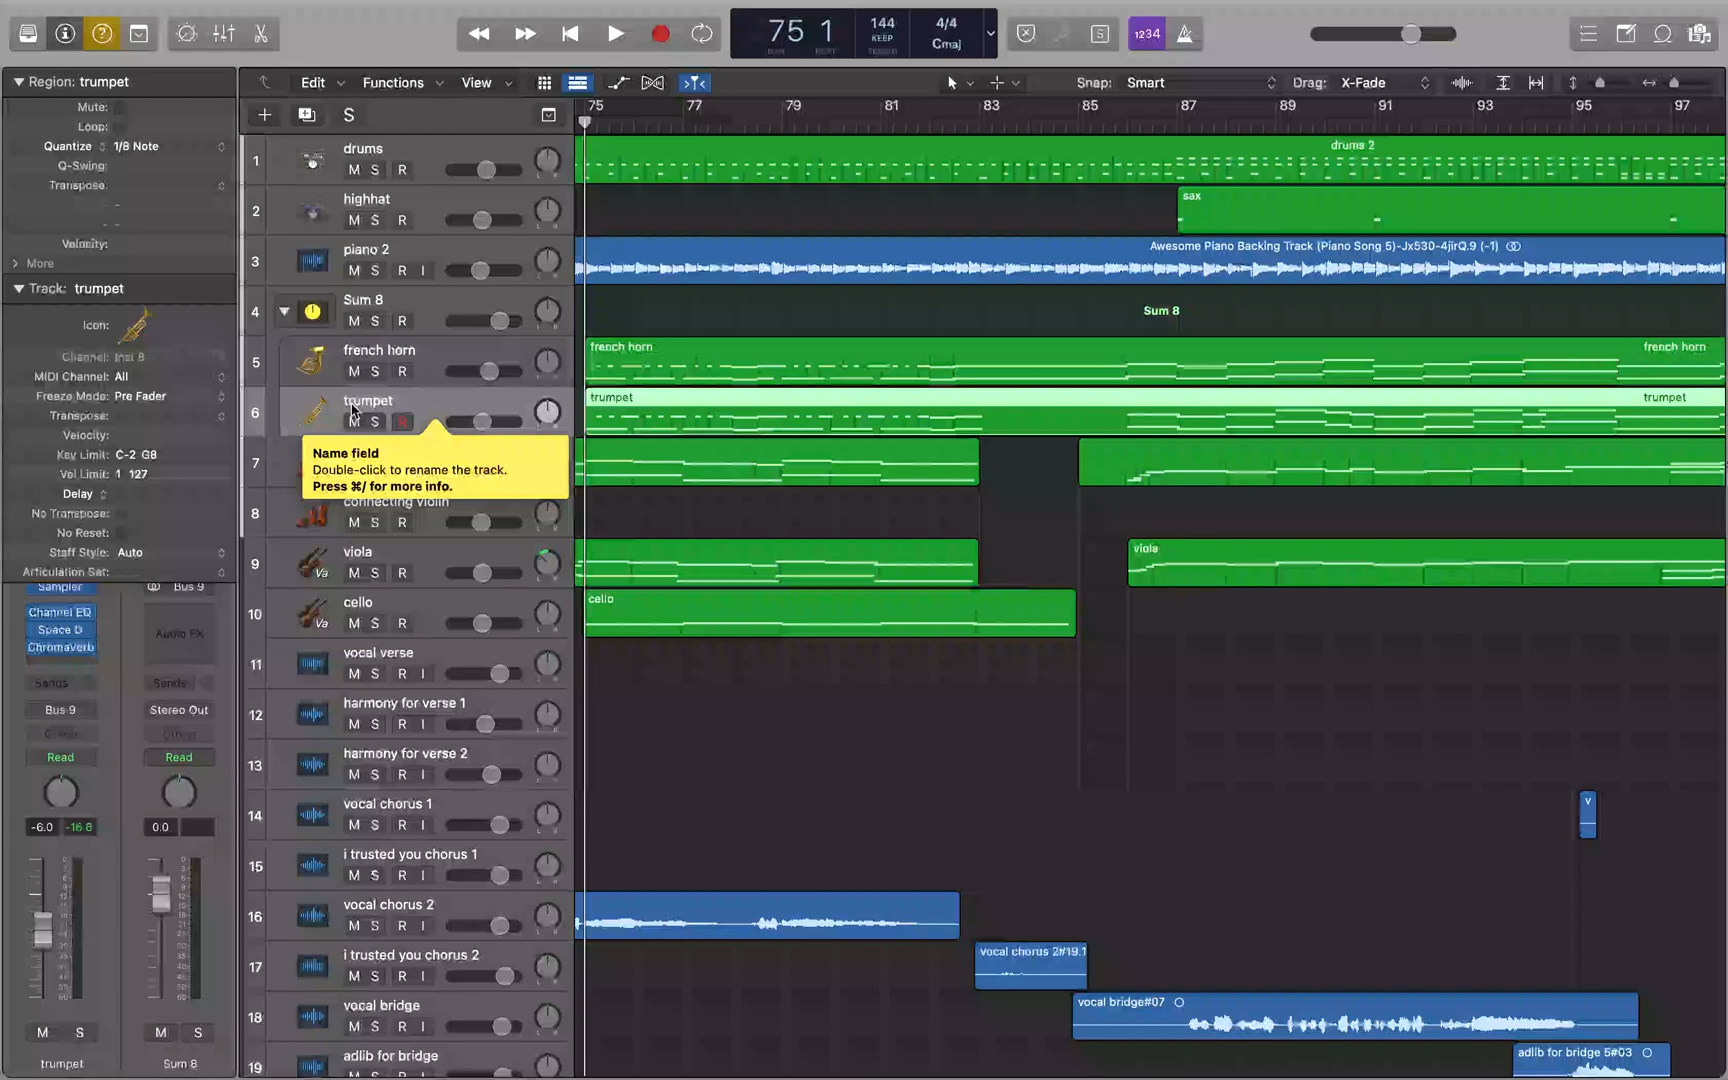 75 1
144
KEEP
4/4
Cmaj
1234
Region: trumpet
Mute:
Loop:
Quantize 1/8 Note
Q-Swing:
Transpose:
Velocity:
More
Track: trumpet
Icon:
Channel: Inst 8
MIDI Channel: All
Freeze Mode: Pre Fader
Transpose:
Velocity:
Key Limit: C-2 G8
Vel Limit: 1 127
Delay
No Transpose:
No Reset:
Staff Style: Auto
Articulation Set:
Sampler
Bus 9
Channel EQ
Space D
ChromaVerb
Audio FX
Sends
Sends
Bus 9
Stereo Out
Read
Read
-6.0 -16.8
0.0
M S
M S
trumpet
Sum 8
Edit
Functions
View
Snap: Smart
Drag: X-Fade
S
75 77 79 81 83 85 87 89 91 93 95 97
1 drums
M S R
drums 2
2 highhat
M S R
sax
3 piano 2
M S R I
Awesome Piano Backing Track (Piano Song 5)-Jx530-4jirQ.9 (-1)
4 Sum 8
M S R
Sum 8
5 french horn
M S R
french horn
french horn
6 trumpet
M S R
trumpet
trumpet
Name field
Double-click to rename the track.
Press ⌘/ for more info.
7
8 connecting violin
M S R
9 viola
Va
M S R
viola
10 cello
Va
M S R
cello
11 vocal verse
M S R I
12 harmony for verse 1
M S R I
13 harmony for verse 2
M S R I
14 vocal chorus 1
M S R I
v
15 i trusted you chorus 1
M S R I
16 vocal chorus 2
M S R I
17 i trusted you chorus 2
M S R I
vocal chorus 2#19.1
18 vocal bridge
M S R I
vocal bridge#07
19 adlib for bridge
adlib for bridge 5#03